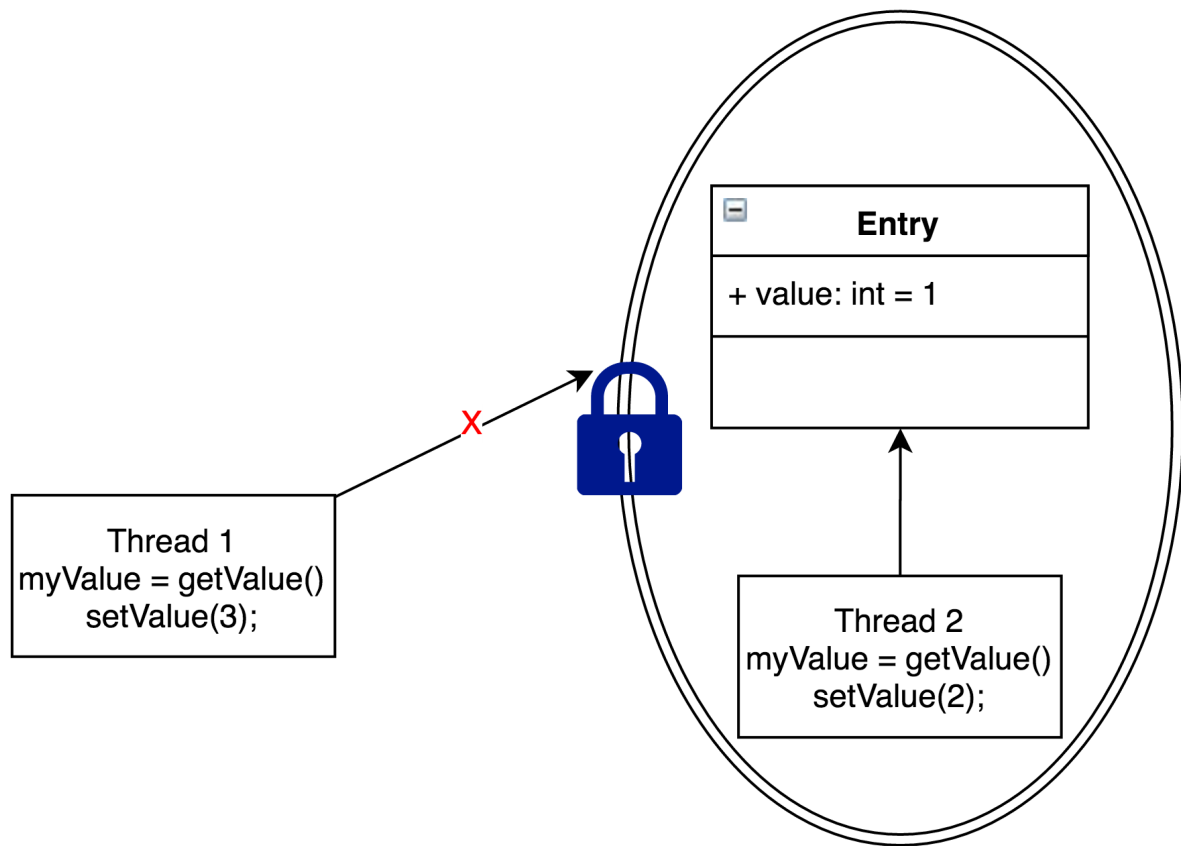 Entry
+ value: int = 1
X
Thread 1
myValue = getValue()
setValue(3);
Thread 2
myValue = getValue()
setValue(2);